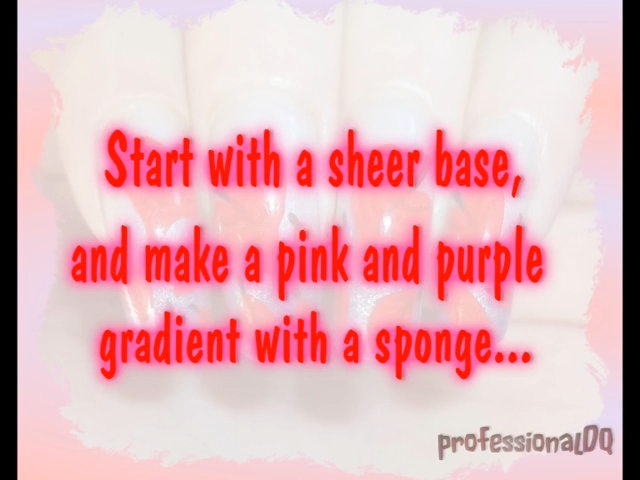 Start with a sheer base,
and make a pink and purple
gradient with a sponge...
professionalDQ